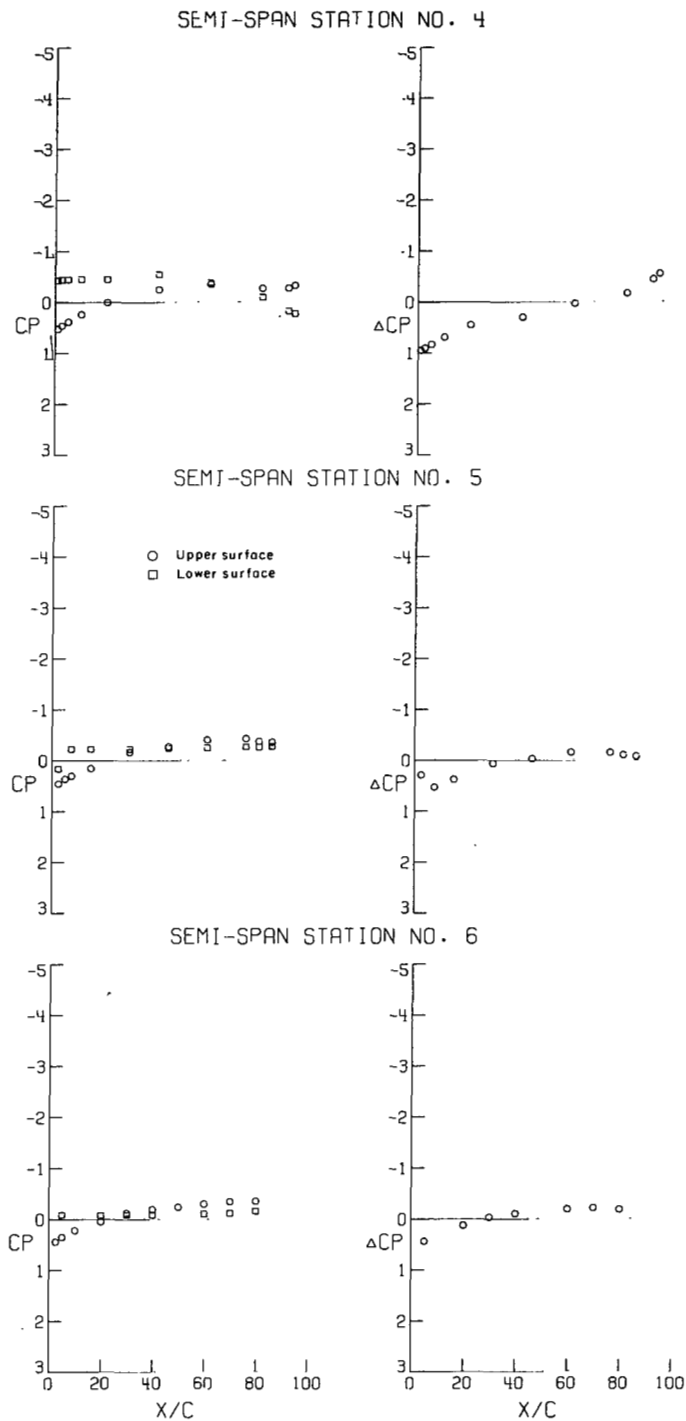 SEMI-SPAN STATION NO. 4
-5 -5
-4 -4
-3 -3
-2 -2
-1 -1
0 0
CP ΔCP
1 1
2 2
3 3
SEMI-SPAN STATION NO. 5
-5 -5
○ Upper surface
-4 -4
□ Lower surface
-3 -3
-2 -2
-1 -1
0 0
CP ΔCP
1 1
2 2
3 3
SEMI-SPAN STATION NO. 6
-5 -5
-4 -4
-3 -3
-2 -2
-1 -1
0 0
CP ΔCP
1 1
2 2
3 3
0 20 40 60 80 100 0 20 40 60 80 100
X/C X/C